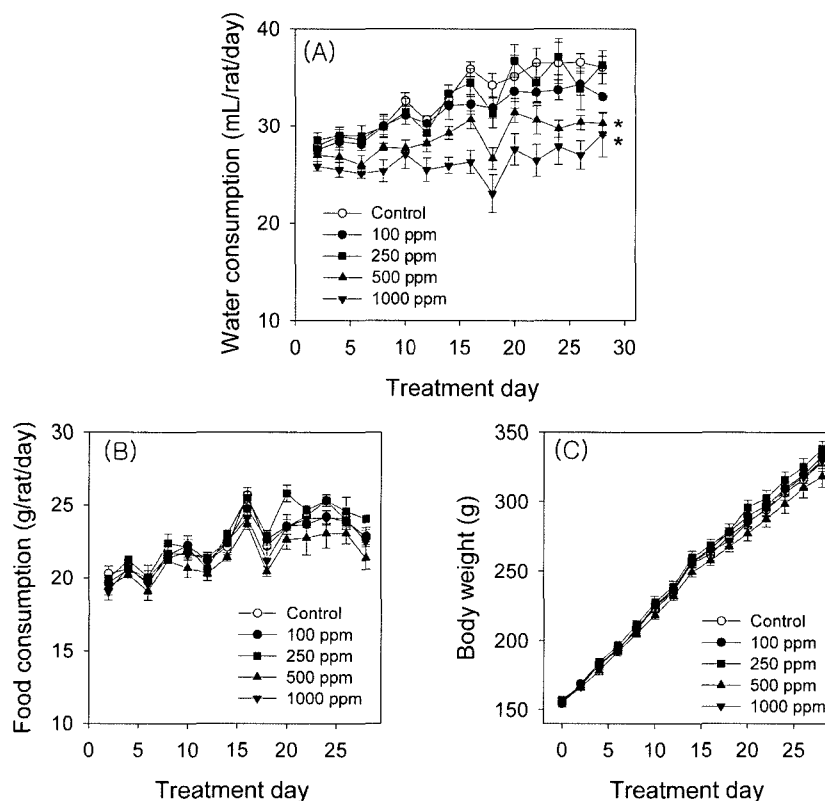 (A)
Water consumption (mL/rat/day)
40
30
20
10
Control
100 ppm
250 ppm
500 ppm
1000 ppm
*
*
0 5 10 15 20 25 30
Treatment day
(B)
Food consumption (g/rat/day)
30
25
20
15
10
Control
100 ppm
250 ppm
500 ppm
1000 ppm
0 5 10 15 20 25
Treatment day
(C)
Body weight (g)
350
300
250
200
150
Control
100 ppm
250 ppm
500 ppm
1000 ppm
0 5 10 15 20 25
Treatment day